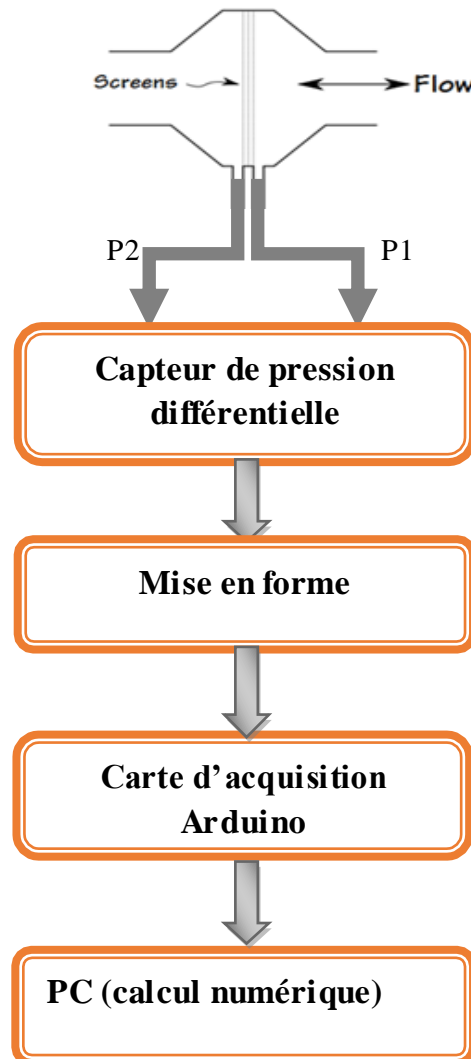 Screens
Flow
P2
P1
Capteur de pression
différentielle
Mise en forme
Carte d'acquisition
Arduino
PC (calcul numérique)